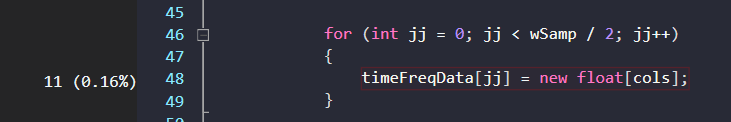 45
46 for (int jj = 0; jj < wSamp / 2; jj++)
47 {
11 (0.16%) 48 timeFreqData[jj] = new float[cols];
49 }